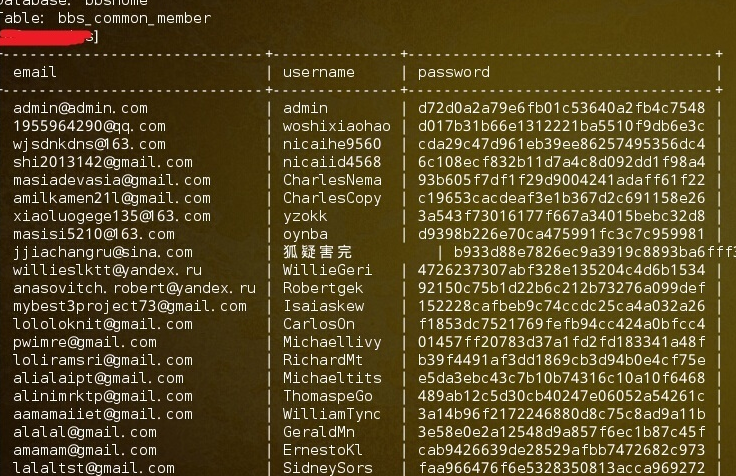 Database: bbshome
Table: bbs_common_member
s]
email | username | password |
admin@admin.com | admin | d72d0a2a79e6fb01c53640a2fb4c7548 |
1955964290@qq.com | woshixiaohao | d017b31b66e1312221ba5510f9db6e3c |
wjsdnkdns@163.com | nicaihe9560 | cda29c47d961eb39ee86257495356dc4 |
shi2013142@gmail.com | nicaiid4568 | 6c108ecf832b11d7a4c8d092dd1f98a4 |
masiadevasia@gmail.com | CharlesNema | 93b605f7df1f29d9004241adaff61f22 |
amilkamen21l@gmail.com | CharlesCopy | c19653cacdeaf3e1b367d2c691158e26 |
xiaoluogege135@163.com | yzokk | 3a543f73016177f667a34015bebc32d8 |
masisi5210@163.com | oynba | d9398b226e70ca475991fc3c7c959981 |
jjiachangru@sina.com | 狐疑害完 | b933d88e7826ec9a3919c8893ba6fff3
willieslktt@yandex.ru | WillieGeri | 4726237307abf328e135204c4d6b1534 |
anasovitch.robert@yandex.ru | Robertgek | 92150c75b1d22b6c212b73276a099def |
mybest3project73@gmail.com | Isaiaskew | 152228cafbeb9c74ccdc25ca4a032a26 |
lololoknit@gmail.com | CarlosOn | f1853dc7521769fefb94cc424a0bfcc4 |
pwimre@gmail.com | Michaellivy | 01457ff20783d37a1fd2fd183341a48f |
loliramsri@gmail.com | RichardMt | b39f4491af3dd1869cb3d94b0e4cf75e |
alialaipt@gmail.com | Michaeltits | e5da3ebc43c7b10b74316c10a10f6468 |
alinimrktp@gmail.com | ThomaspeGo | 489ab12c5d30cb40247e06052a54261c |
aamamaiiet@gmail.com | WilliamTync | 3a14b96f2172246880d8c75c8ad9a11b |
alalal@gmail.com | GeraldMn | 3e58e0e2a12548d9a857f6ec1b87c45f |
amamam@gmail.com | ErnestoKl | cab9426639de28529afbb7472682c973 |
lalaltst@gmail.com | SidneySors | faa966476f6e5328350813acca969272 |